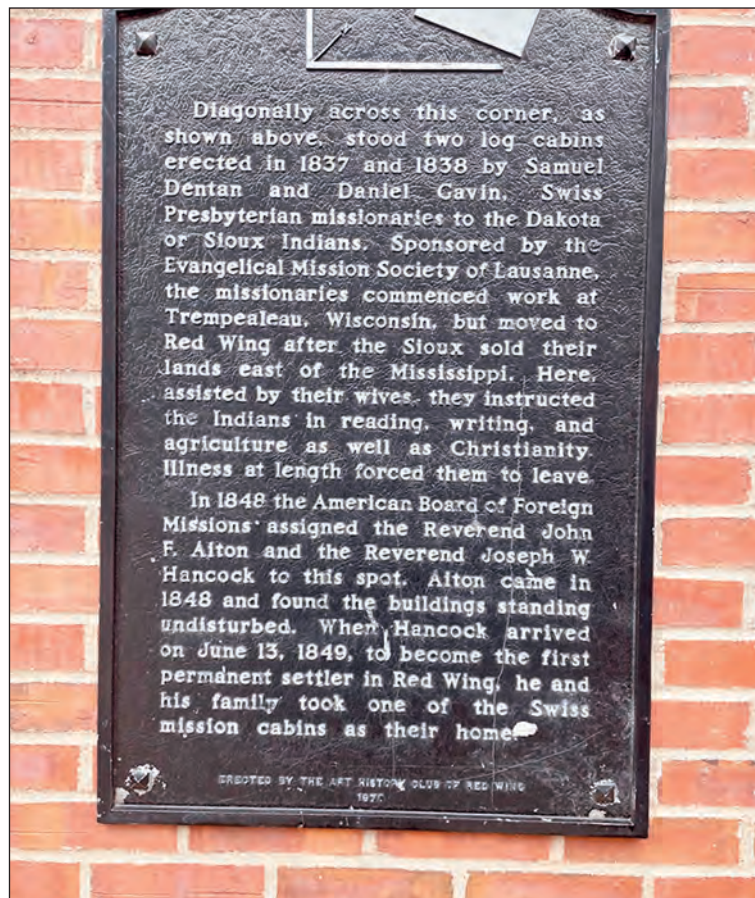 Diagonally across this corner, as
shown above, stood two log cabins
erected in 1837 and 1838 by Samuel
Dentan and Daniel Gavin, Swiss
Presbyterian missionaries to the Dakota
or Sioux Indians. Sponsored by the
Evangelical Mission Society of Lausanne,
the missionaries commenced work at
Trempealeau, Wisconsin, but moved to
Red Wing after the Sioux sold their
lands east of the Mississippi. Here,
assisted by their wives, they instructed
the Indians in reading, writing, and
agriculture as well as Christianity.
Illness at length forced them to leave.
In 1848 the American Board of Foreign
Missions assigned the Reverend John
F. Aiton and the Reverend Joseph W.
Hancock to this spot. Aiton came in
1848 and found the buildings standing
undisturbed. When Hancock arrived
on June 13, 1849, to become the first
permanent settler in Red Wing, he and
his family took one of the Swiss
mission cabins as their home.
ERECTED BY THE ART HISTORY CLUB OF RED WING